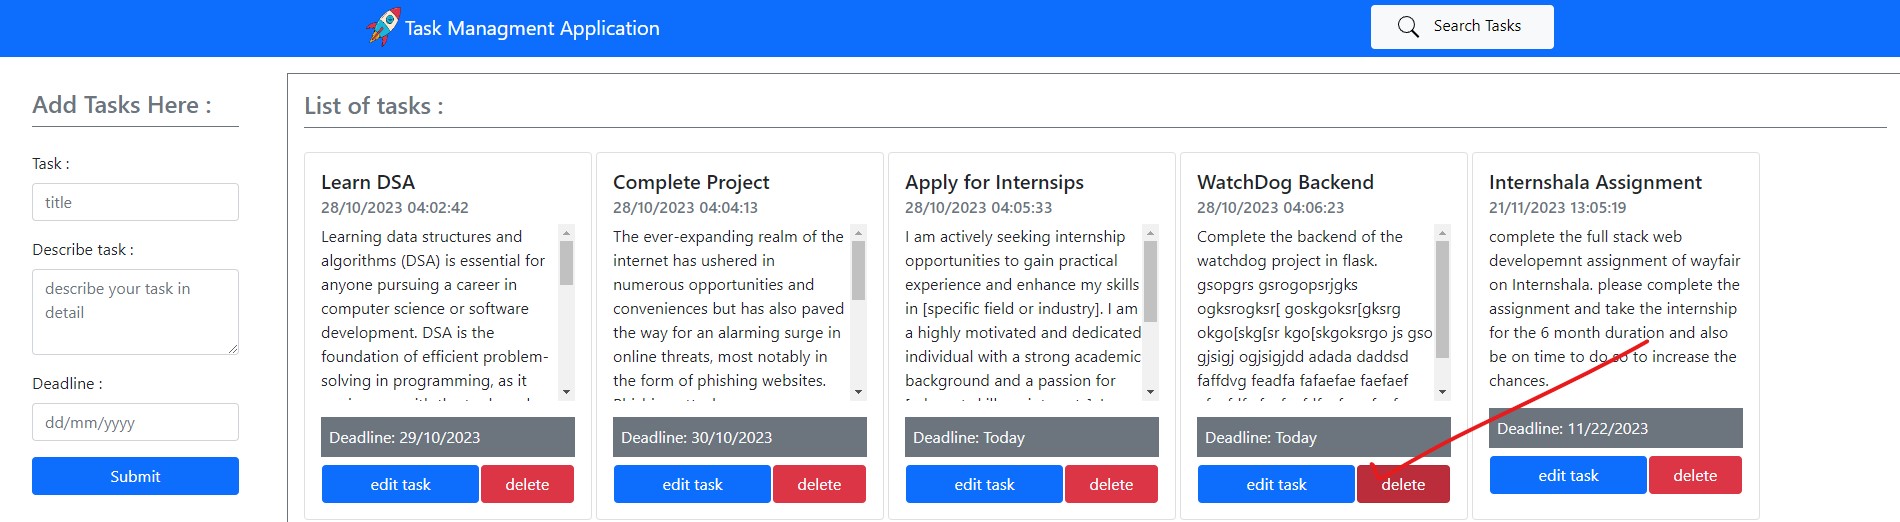 Task Managment Application
Search Tasks
Add Tasks Here :
Task :
title
Describe task :
describe your task in
detail
Deadline :
dd/mm/yyyy
Submit
List of tasks :
Learn DSA
28/10/2023 04:02:42
Learning data structures and
algorithms (DSA) is essential for
anyone pursuing a career in
computer science or software
development. DSA is the
foundation of efficient problem-
solving in programming, as it
Deadline: 29/10/2023
edit task
delete
Complete Project
28/10/2023 04:04:13
The ever-expanding realm of the
internet has ushered in
numerous opportunities and
conveniences but has also paved
the way for an alarming surge in
online threats, most notably in
the form of phishing websites.
Deadline: 30/10/2023
edit task
delete
Apply for Internsips
28/10/2023 04:05:33
I am actively seeking internship
opportunities to gain practical
experience and enhance my skills
in [specific field or industry]. I am
a highly motivated and dedicated
individual with a strong academic
background and a passion for
Deadline: Today
edit task
delete
WatchDog Backend
28/10/2023 04:06:23
Complete the backend of the
watchdog project in flask.
gsopgrs gsrogopsrjgks
ogksrogksr[ goskgoksr[gksrg
okgo[skg[sr kgo[skgoksrgo js gso
gjsigj ogjsigjdd adada daddsd
faffdvg feadfa fafaefae faefaef
Deadline: Today
edit task
delete
Internshala Assignment
21/11/2023 13:05:19
complete the full stack web
developemnt assignment of wayfair
on Internshala. please complete the
assignment and take the internship
for the 6 month duration and also
be on time to do so to increase the
chances.
Deadline: 11/22/2023
edit task
delete